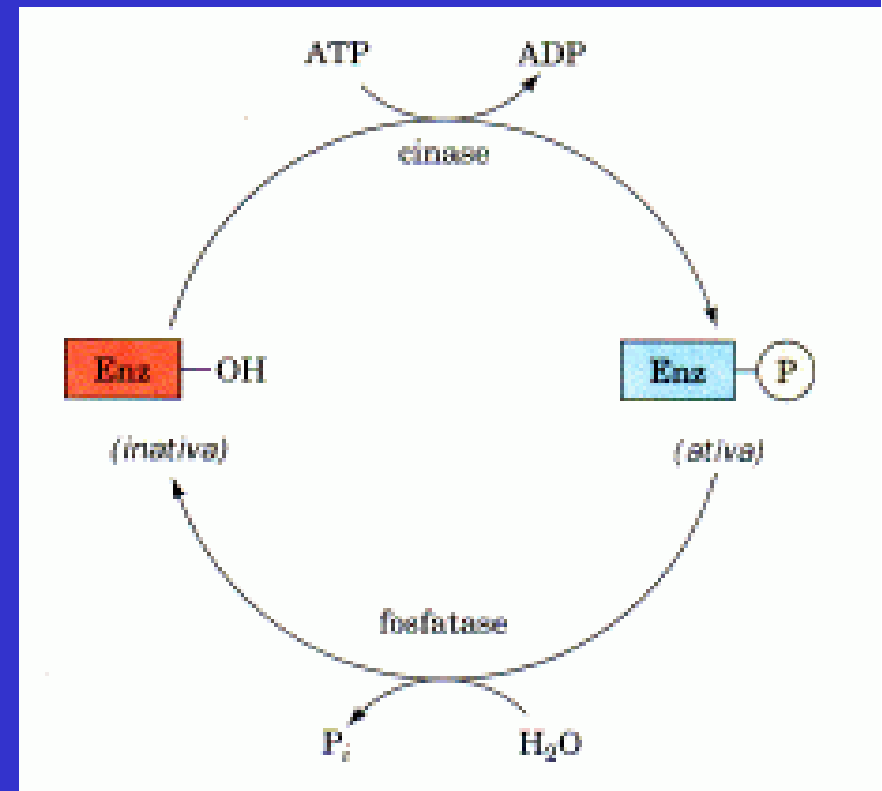 ATP ADP
cinase
Enz OH Enz P
(inativa) (ativa)
fosfatase
Pi H₂O